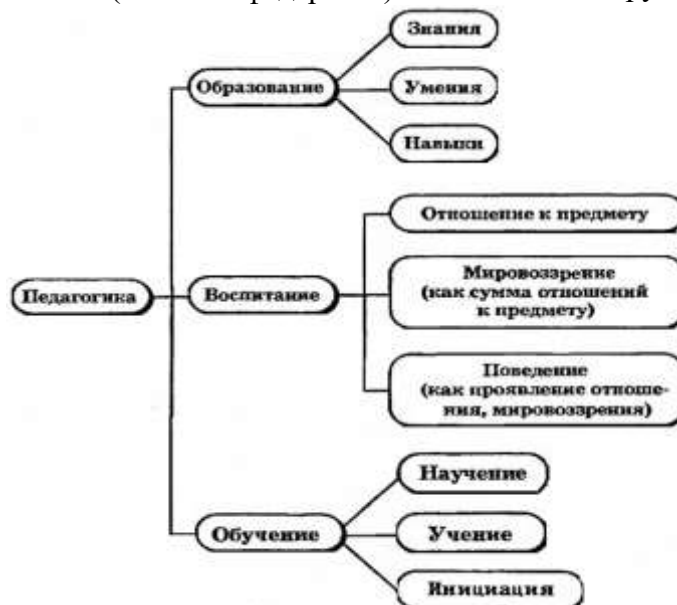 Знания
Образование
Умения
Навыки
Отношение к предмету
Педагогика
Воспитание
Мировоззрение
(как сумма отношений
к предмету)
Поведение
(как проявление отноше-
ния, мировоззрения)
Научение
Обучение
Учение
Инициация